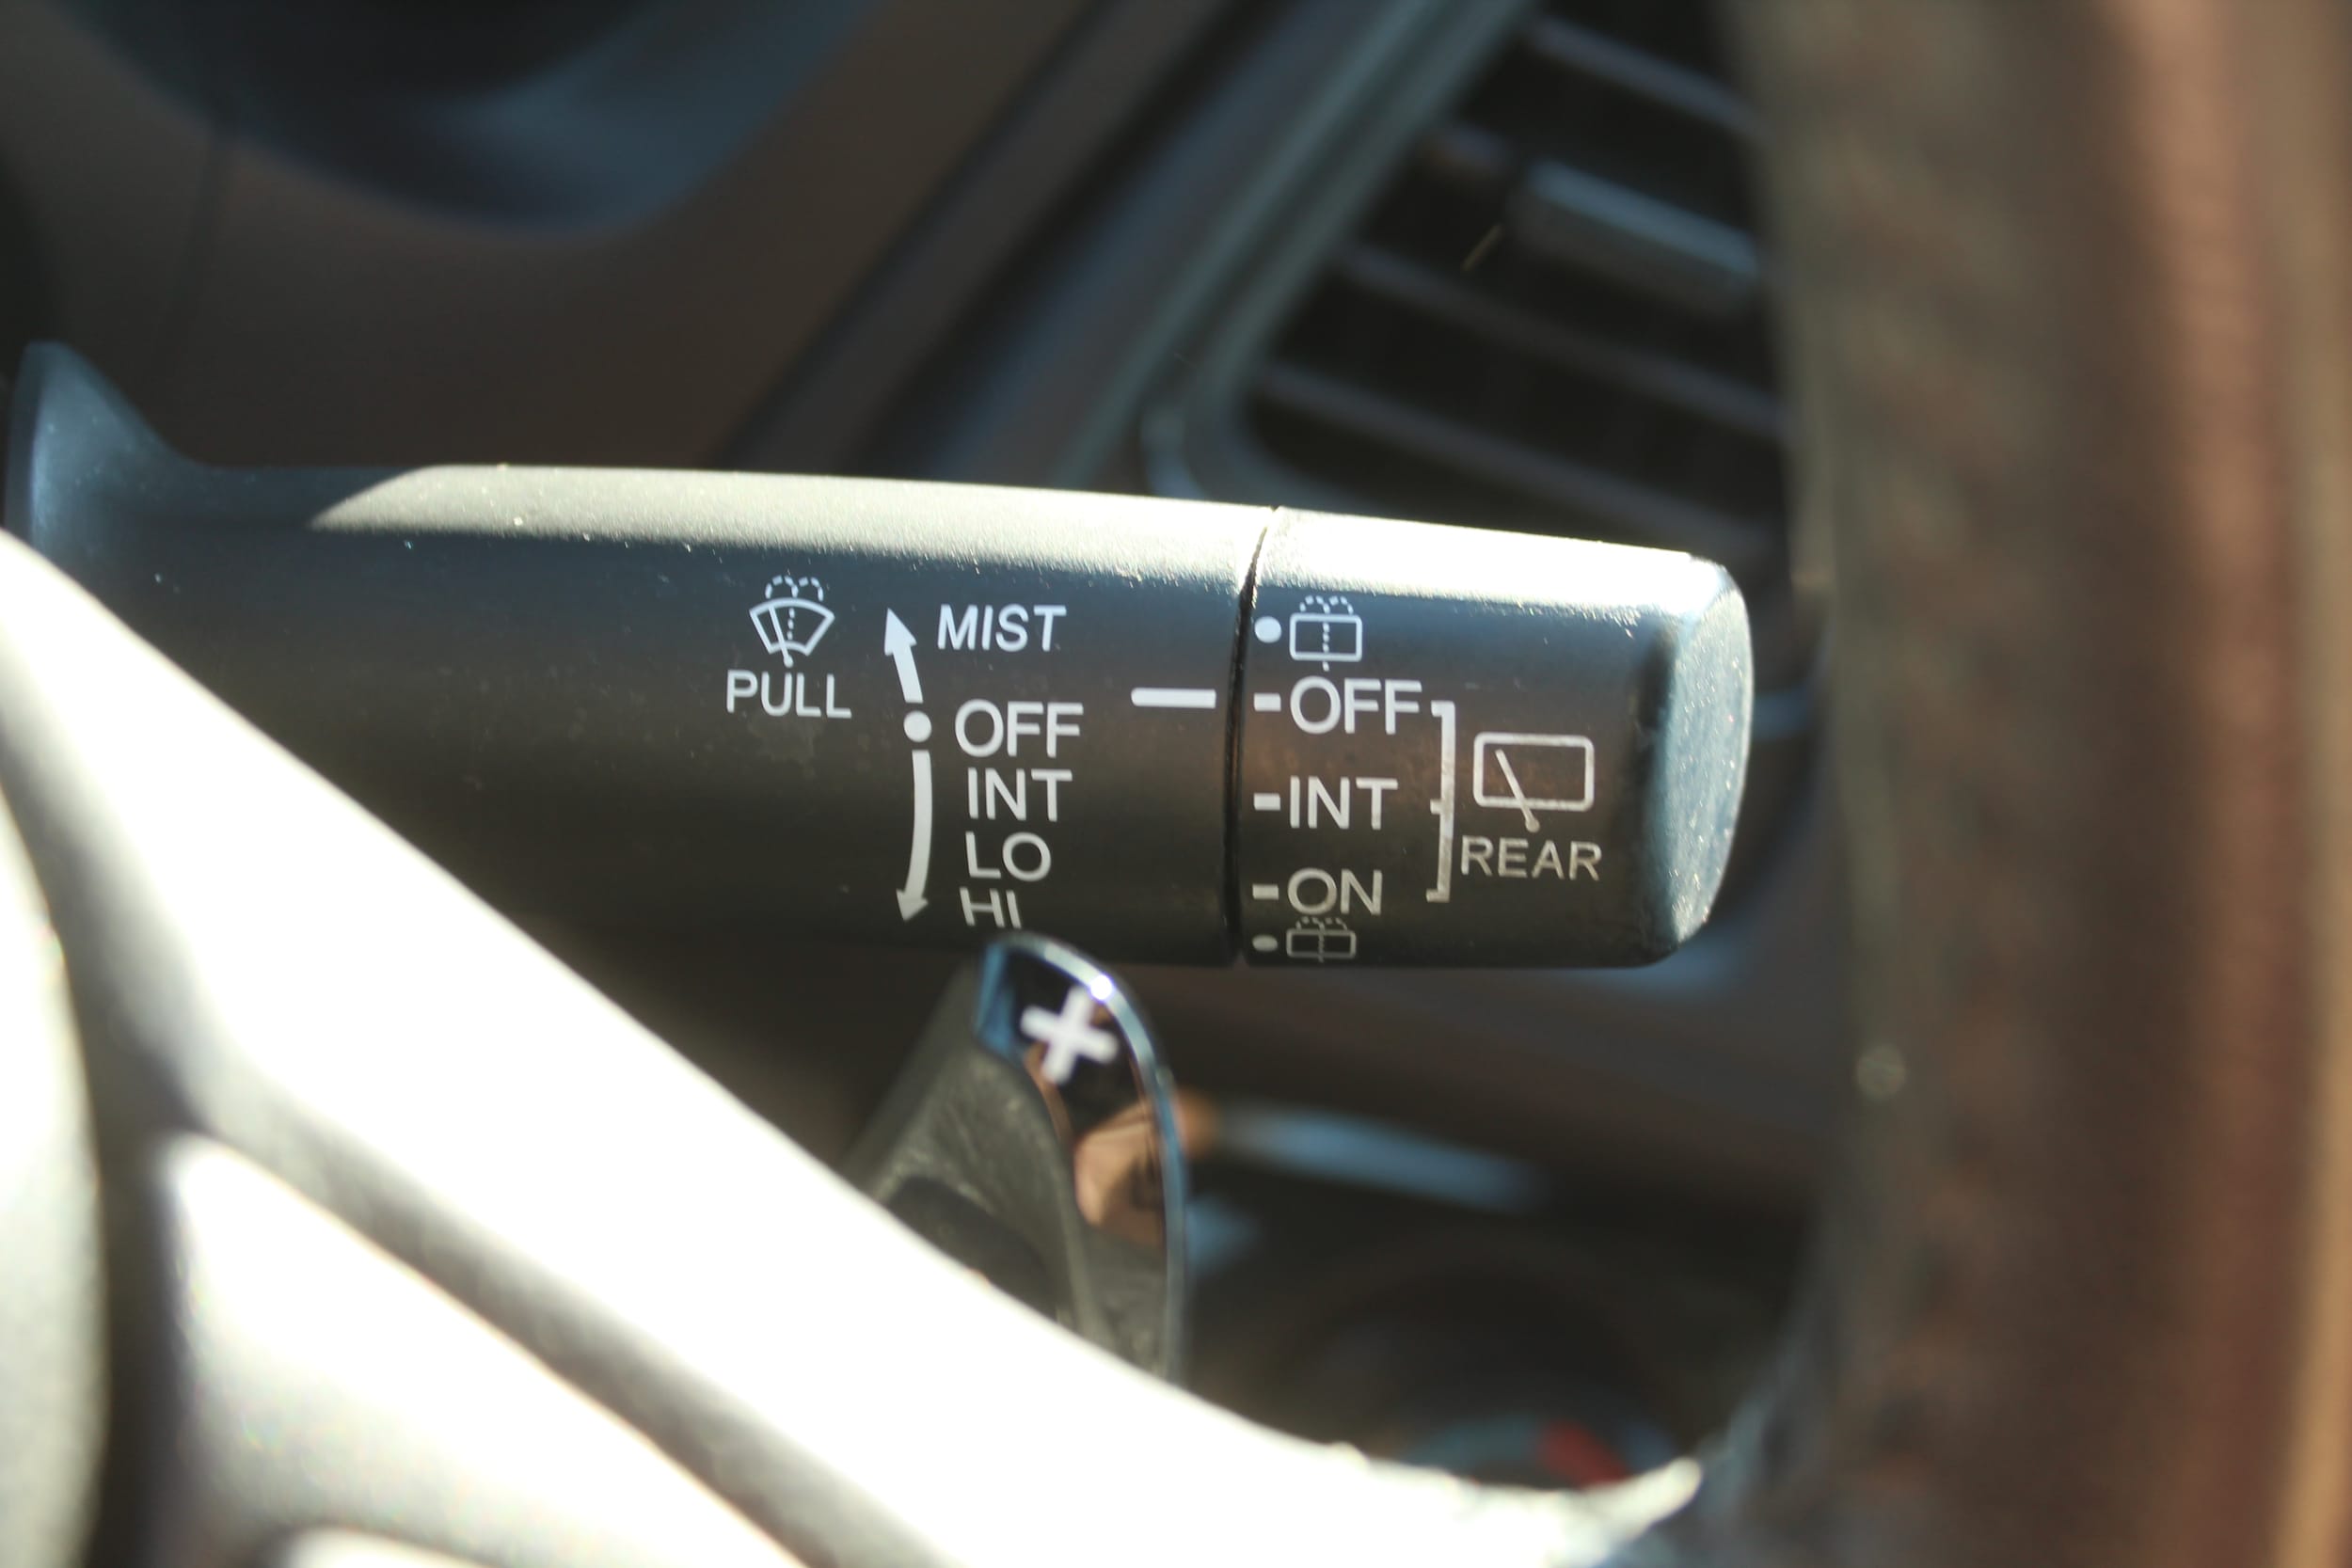 PULL
MIST
OFF
INT
LO
HI
OFF
INT
ON
REAR
+